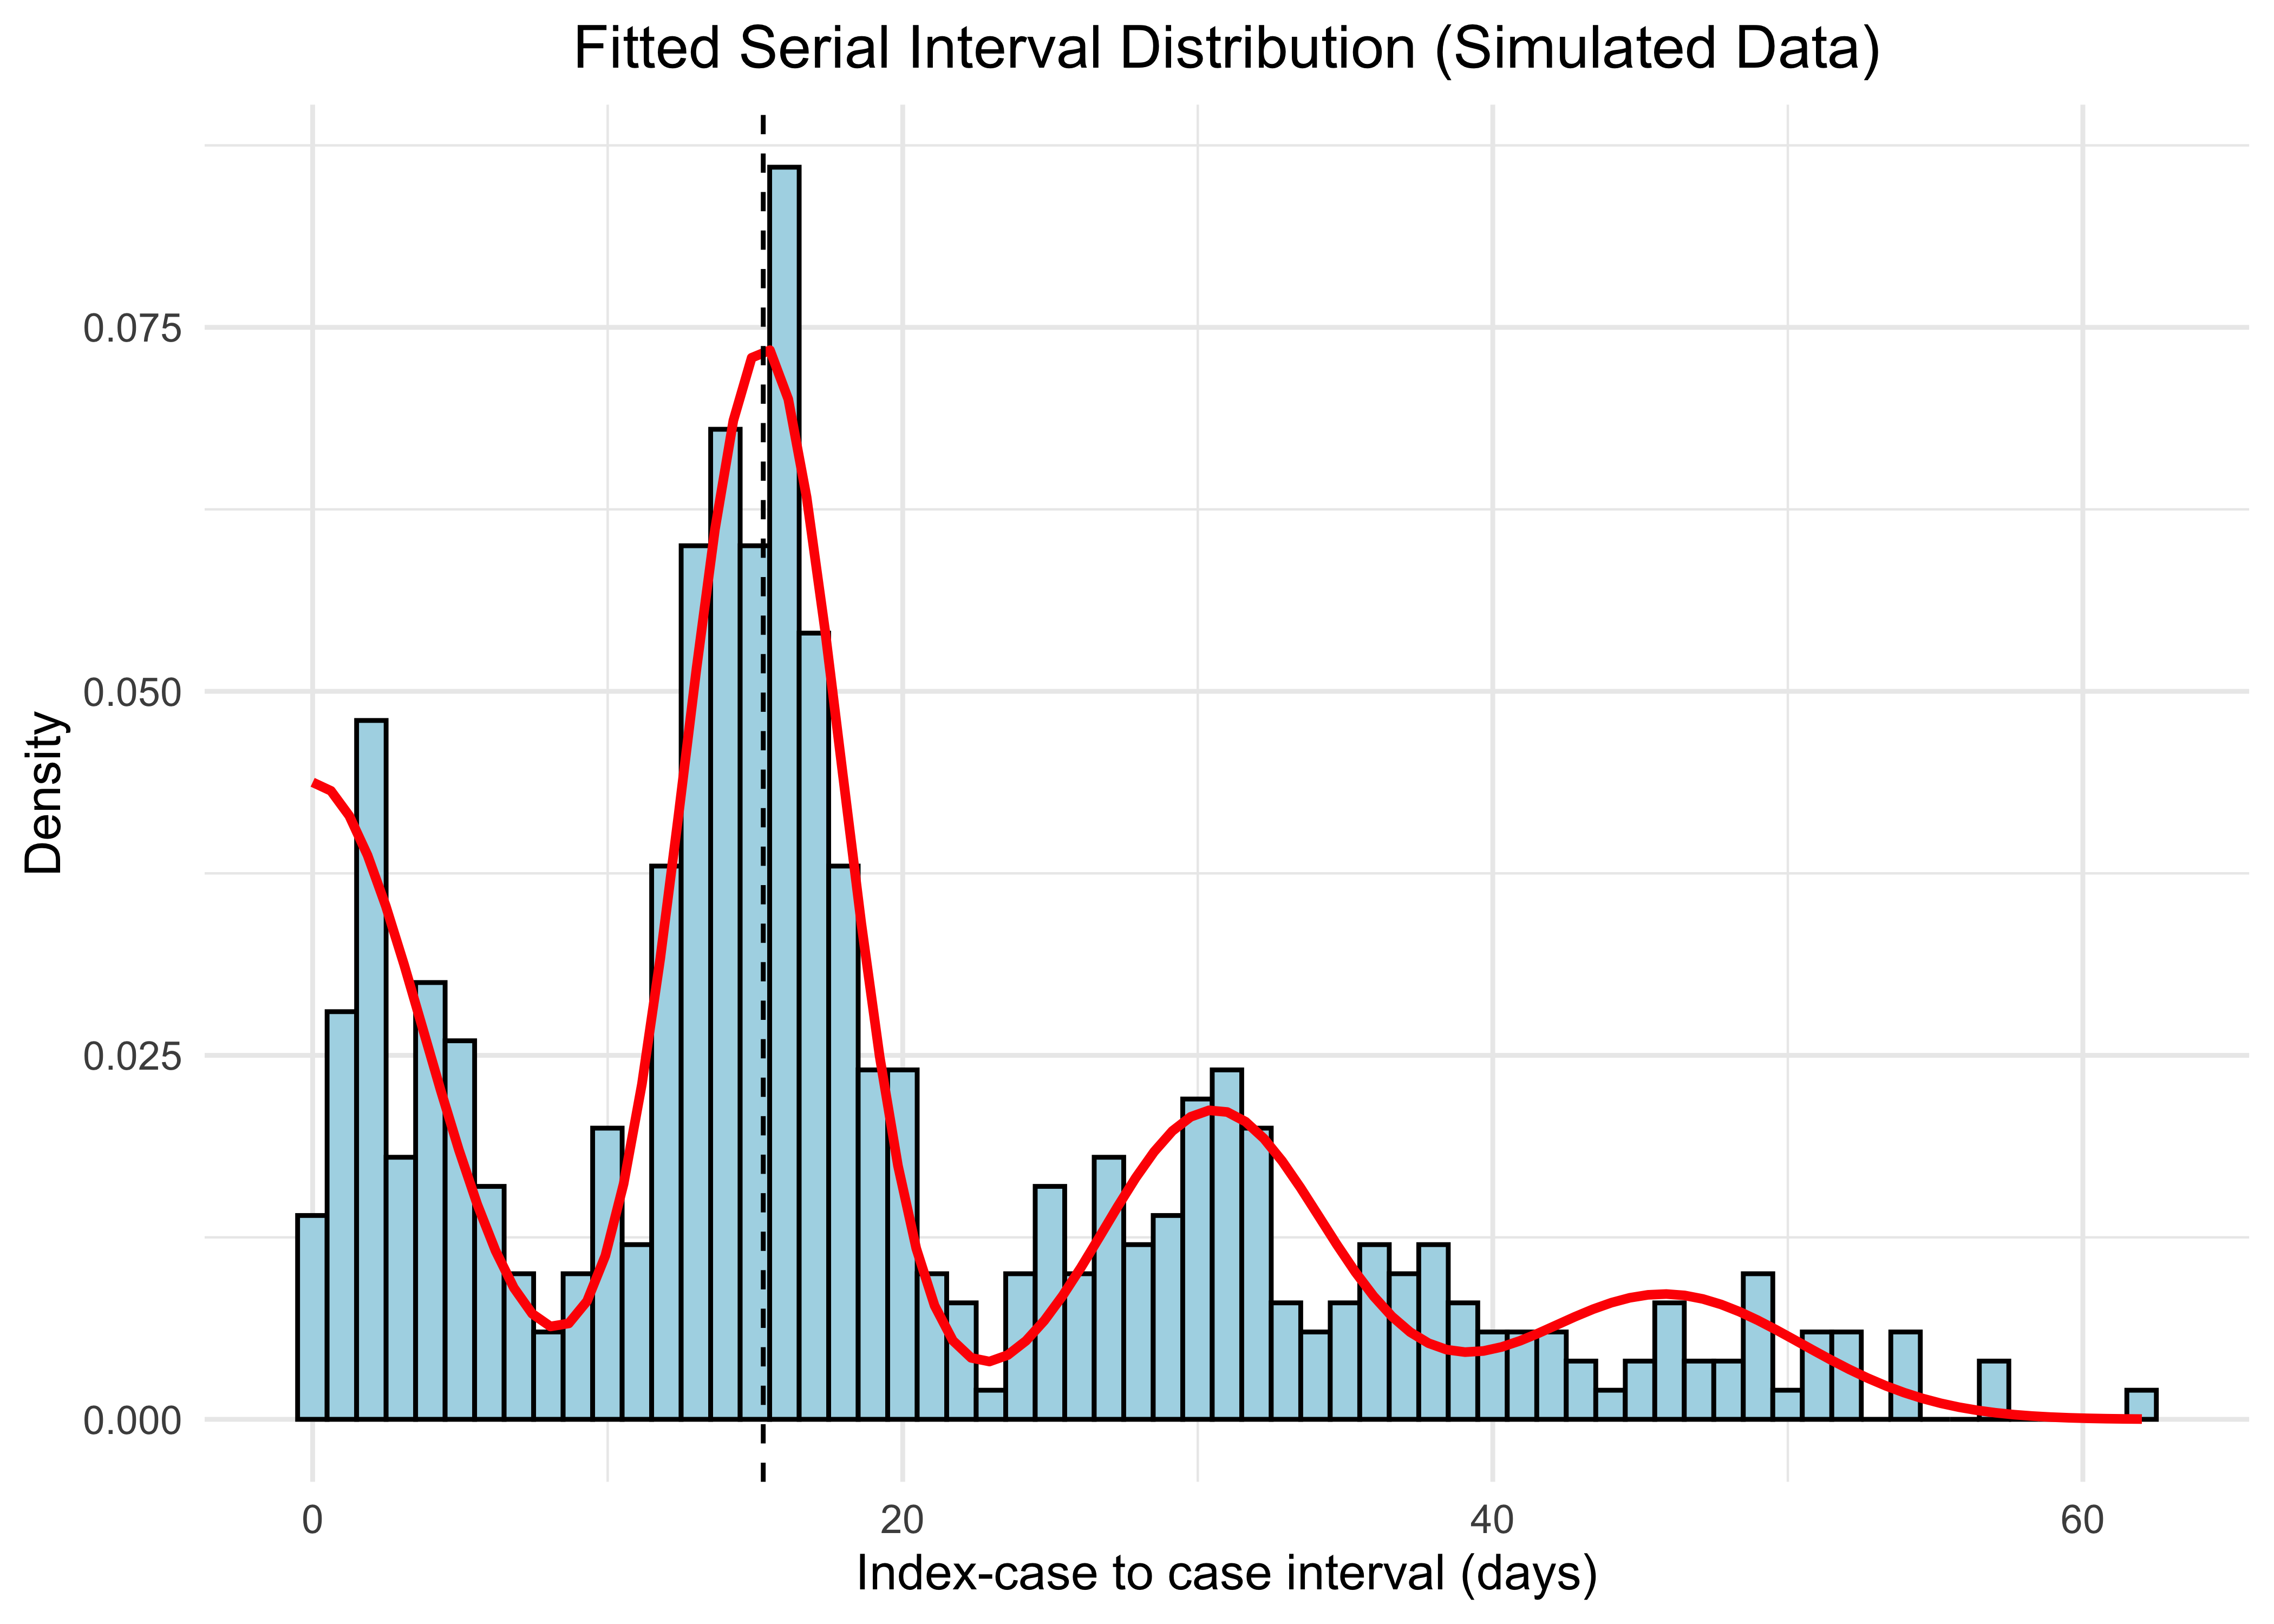 Fitted Serial Interval Distribution (Simulated Data)
Density
0.075
0.050
0.025
0.000
0 20 40 60
Index-case to case interval (days)